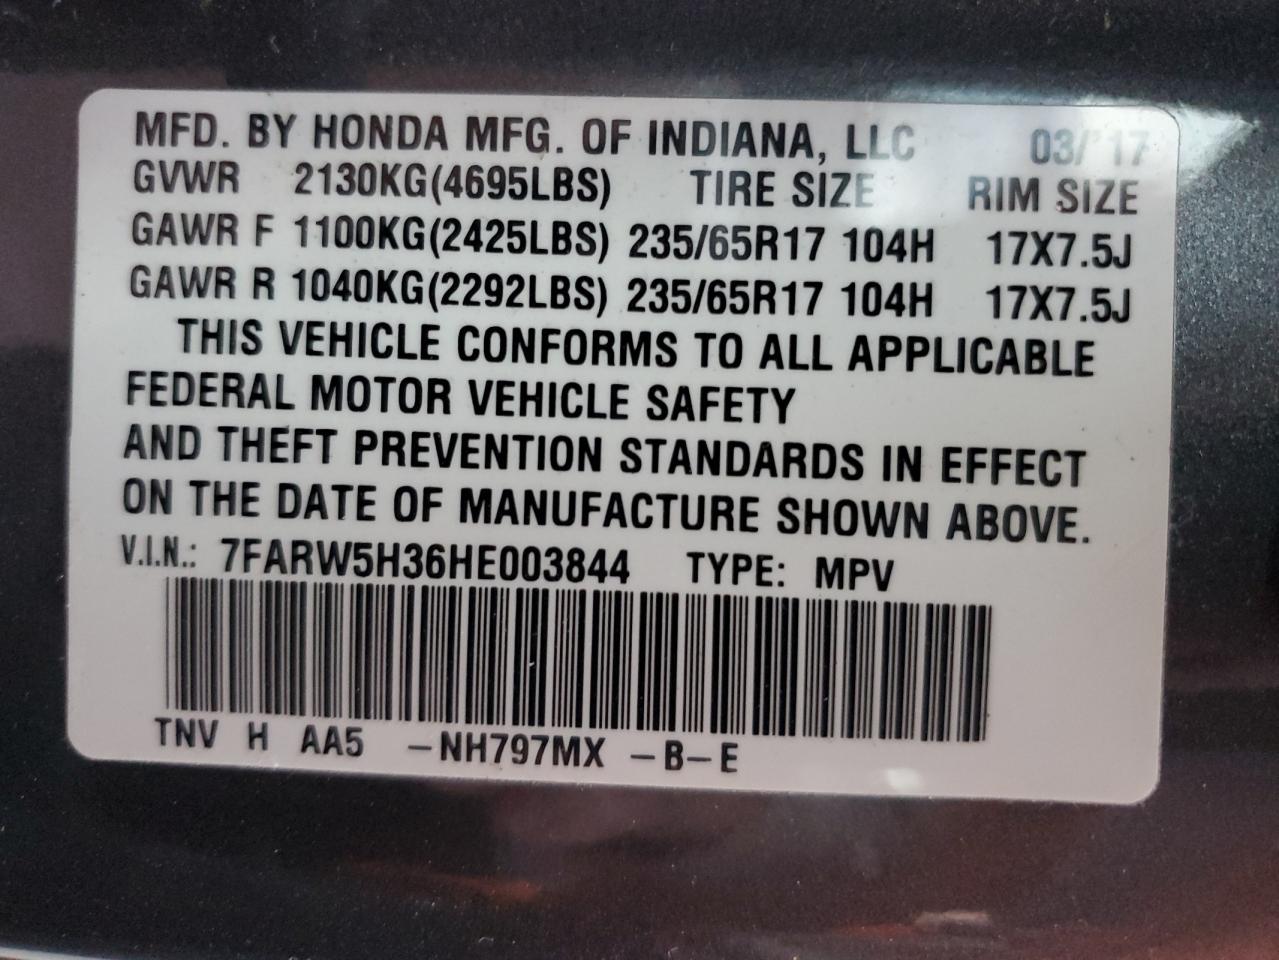 MFD. BY HONDA MFG. OF INDIANA, LLC 03/'17
GVWR 2130KG(4695LBS) TIRE SIZE RIM SIZE
GAWR F 1100KG(2425LBS) 235/65R17 104H 17X7.5J
GAWR R 1040KG(2292LBS) 235/65R17 104H 17X7.5J
THIS VEHICLE CONFORMS TO ALL APPLICABLE
FEDERAL MOTOR VEHICLE SAFETY
AND THEFT PREVENTION STANDARDS IN EFFECT
ON THE DATE OF MANUFACTURE SHOWN ABOVE.
V.I.N.: 7FARW5H36HE003844 TYPE: MPV
TNV H AA5 -NH797MX -B-E